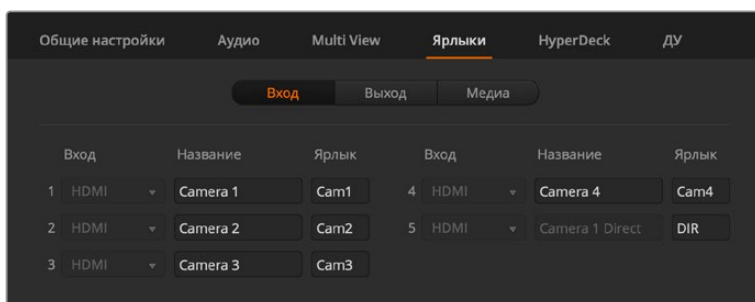 Общие настройки Аудио Multi View Ярлыки HyperDeck ДУ
Вход Выход Медиа
Вход Название Ярлык Вход Название Ярлык
1 HDMI Camera 1 Cam1 4 HDMI Camera 4 Cam4
2 HDMI Camera 2 Cam2 5 HDMI Camera 1 Direct DIR
3 HDMI Camera 3 Cam3